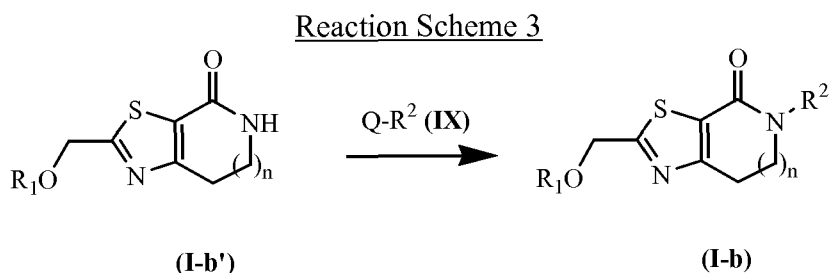 Reaction Scheme 3
O
S
NH
R₁O
N
( )n
Q-R² (IX)
O
S
N
R²
R₁O
N
( )n
(I-b')
(I-b)